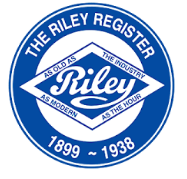 THE RILEY REGISTER
AS OLD AS
THE INDUSTRY
Riley
AS MODERN
AS THE HOUR
1899 ~ 1938